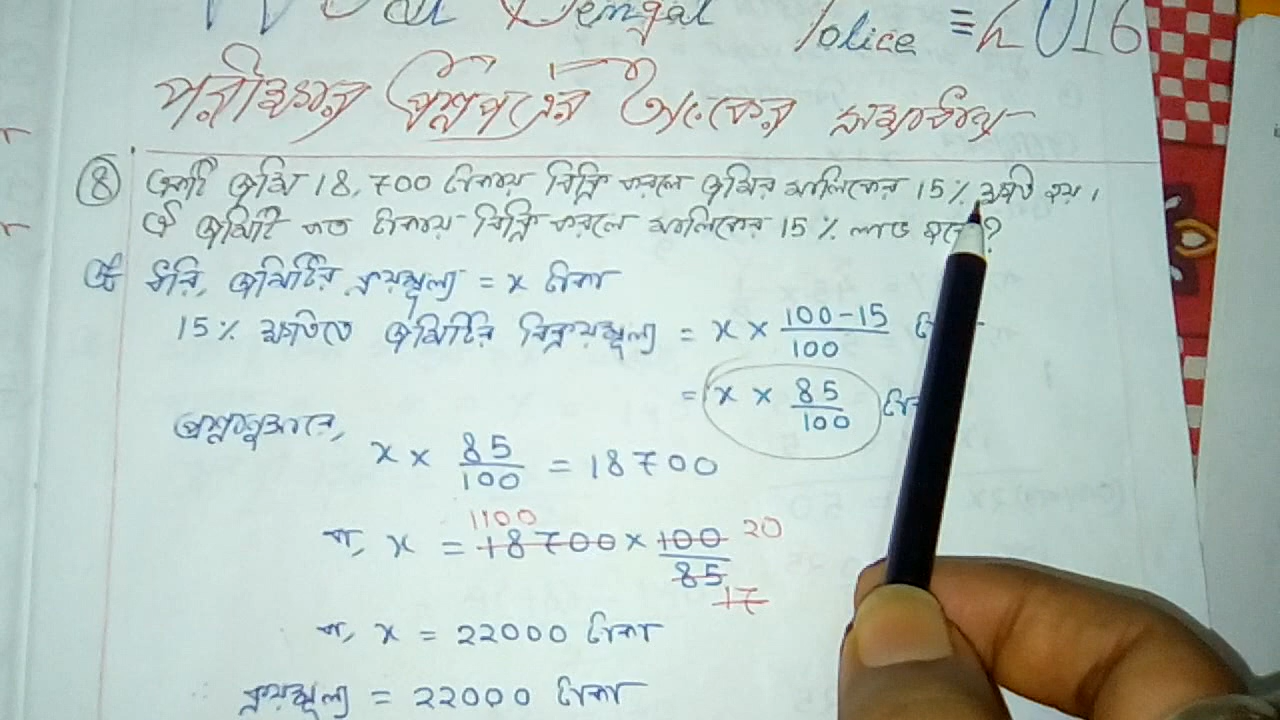 West Bengal Police = 2016
পরীক্ষার প্রশ্নপত্রের অংকের সমাধান -
⑧ একটি জমি 18,700 টাকায় বিক্রি করলে জমির মালিকের 15% ক্ষতি হয়।
ঐ জমিটি কত টাকায় বিক্রি করলে মালিকের 15% লাভ হবে?
ধরি, জমিটির ক্রয়মূল্য = x টাকা
15% ক্ষতিতে জমিটির বিক্রয়মূল্য = x × 100-15/100
= x × 85/100
প্রশ্নানুসারে,
x × 85/100 = 18700
1100
বা, x = 18700 × 100/85 20
17
বা, x = 22000 টাকা
∴ ক্রয়মূল্য = 22000 টাকা